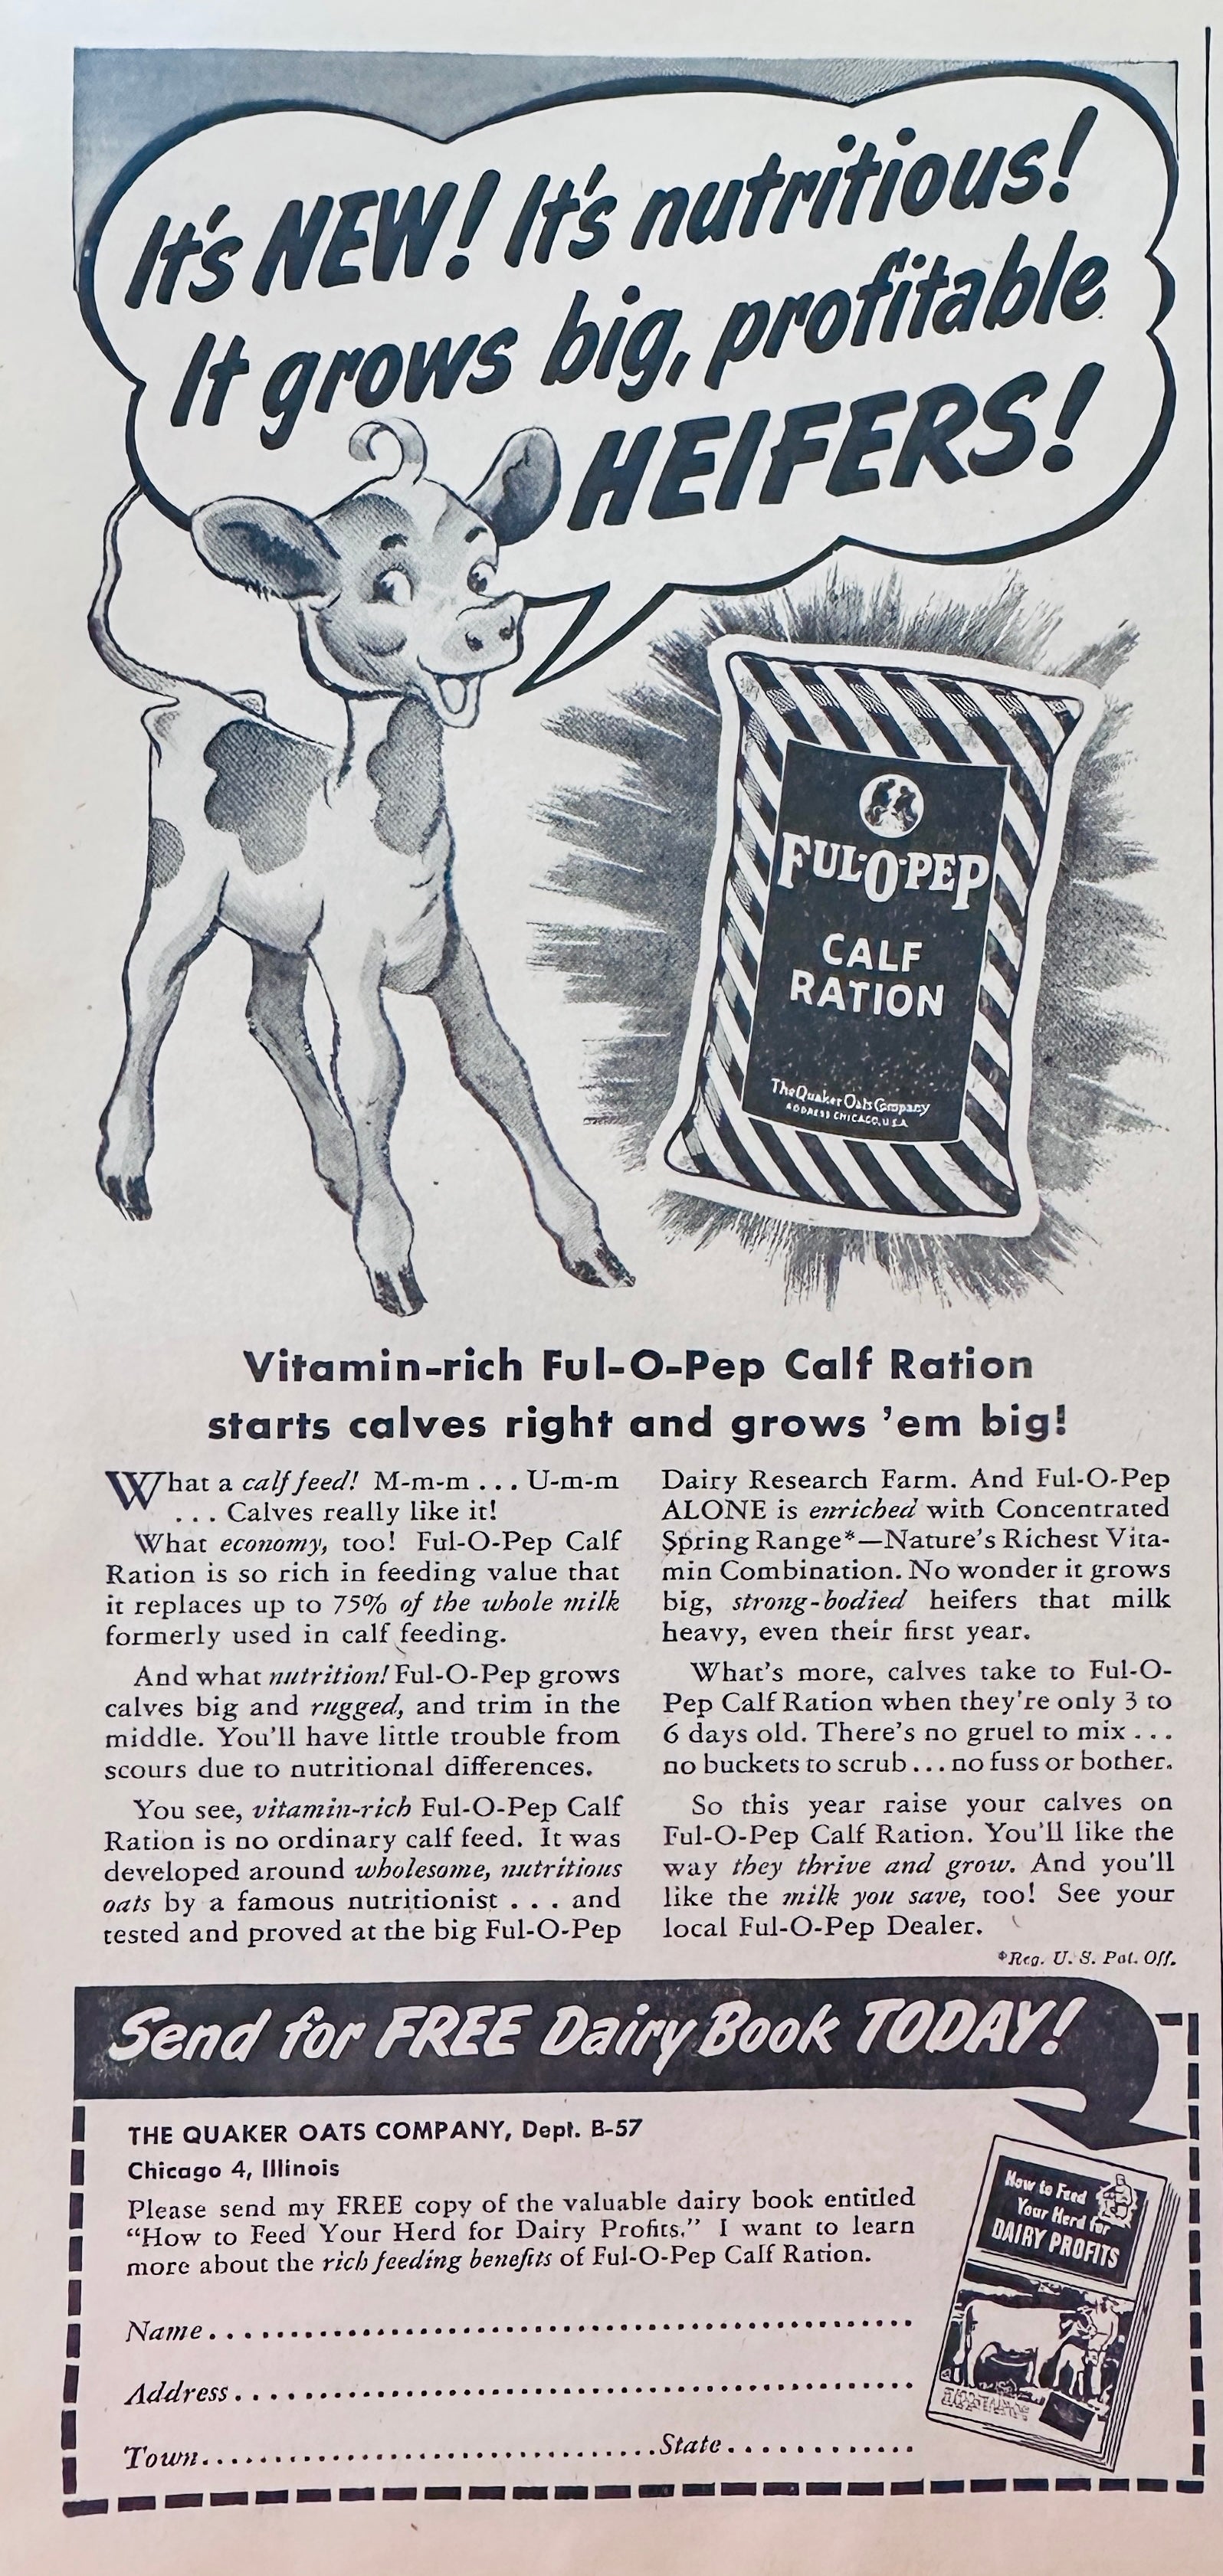 It's NEW! It's nutritious!
It grows big, profitable
HEIFERS!
FUL-O-PEP
CALF
RATION
The Quaker Oats Company
ADDRESS CHICAGO, U.S.A.
Vitamin-rich Ful-O-Pep Calf Ration
starts calves right and grows 'em big!
What a calf feed! M-m-m ... U-m-m
... Calves really like it!
What economy, too! Ful-O-Pep Calf
Ration is so rich in feeding value that
it replaces up to 75% of the whole milk
formerly used in calf feeding.
And what nutrition! Ful-O-Pep grows
calves big and rugged, and trim in the
middle. You'll have little trouble from
scours due to nutritional differences.
You see, vitamin-rich Ful-O-Pep Calf
Ration is no ordinary calf feed. It was
developed around wholesome, nutritious
oats by a famous nutritionist ... and
tested and proved at the big Ful-O-Pep
Dairy Research Farm. And Ful-O-Pep
ALONE is enriched with Concentrated
Spring Range*—Nature's Richest Vita-
min Combination. No wonder it grows
big, strong-bodied heifers that milk
heavy, even their first year.
What's more, calves take to Ful-O-
Pep Calf Ration when they're only 3 to
6 days old. There's no gruel to mix ...
no buckets to scrub ... no fuss or bother.
So this year raise your calves on
Ful-O-Pep Calf Ration. You'll like the
way they thrive and grow. And you'll
like the milk you save, too! See your
local Ful-O-Pep Dealer.
*Reg. U. S. Pat. Off.
Send for FREE Dairy Book TODAY!
THE QUAKER OATS COMPANY, Dept. B-57
Chicago 4, Illinois
Please send my FREE copy of the valuable dairy book entitled
"How to Feed Your Herd for Dairy Profits." I want to learn
more about the rich feeding benefits of Ful-O-Pep Calf Ration.
Name
Address
Town State
How to Feed
Your Herd for
DAIRY PROFITS